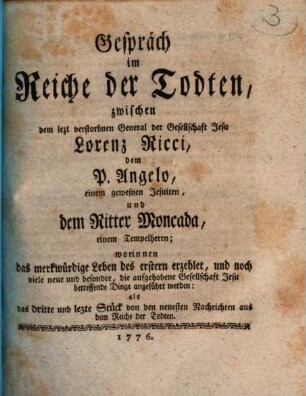 3
Gespräch
im
Reiche der Todten,
zwischen
dem lezt verstorbnen General der Gesellschaft Jesu
Lorenz Ricci,
dem
P. Angelo,
einem gewesnen Jesuiten,
und
dem Ritter Moncada,
einem Tempelherrn;
worinnen
das merkwürdige Leben des erstern erzehlet, und noch
viele neue und besondre, die aufgehobene Gesellschaft Jesu
betreffende Dinge angeführt werden:
als
das dritte und lezte Stück von den neuesten Nachrichten aus
dem Reiche der Todten.
1776.